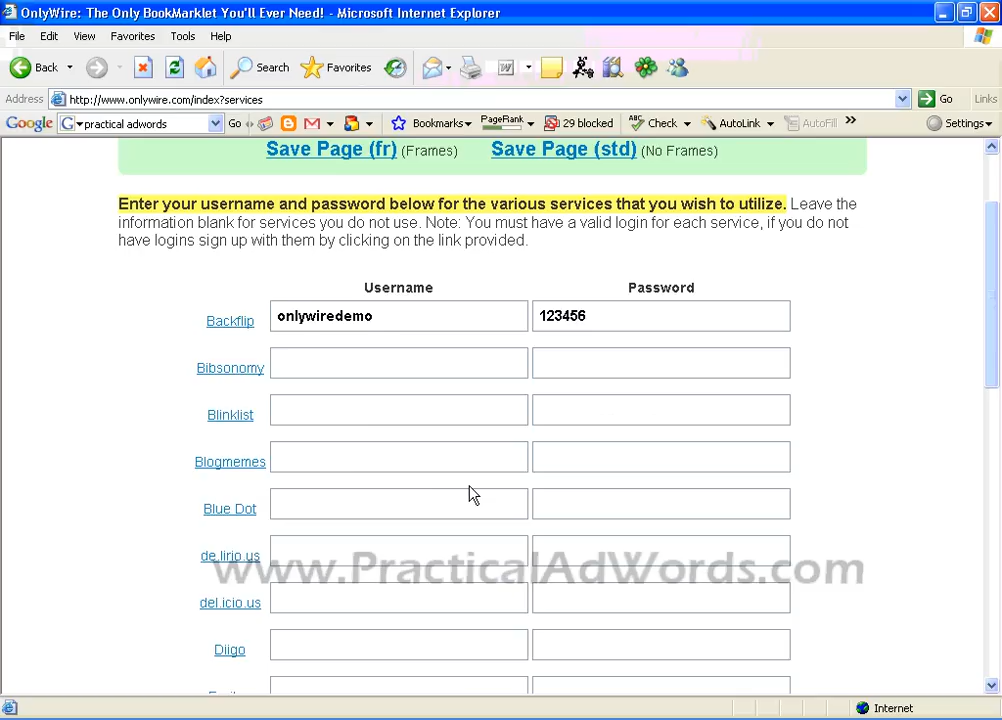 OnlyWire: The Only BookMarklet You'll Ever Need! - Microsoft Internet Explorer
File Edit View Favorites Tools Help
Back Search Favorites W
Address http://www.onlywire.com/index?services Go Links
Google G practical adwords Go Bookmarks PageRank 29 blocked ABC Check AutoLink AutoFill » Settings
Save Page (fr) (Frames) Save Page (std) (No Frames)
Enter your username and password below for the various services that you wish to utilize. Leave the
information blank for services you do not use. Note: You must have a valid login for each service, if you do not
have logins sign up with them by clicking on the link provided.
Username Password
Backflip onlywiredemo 123456
Bibsonomy
Blinklist
Blogmemes
Blue Dot
de.lirio.us
www.PracticalAdWords.com
del.icio.us
Diigo
Internet